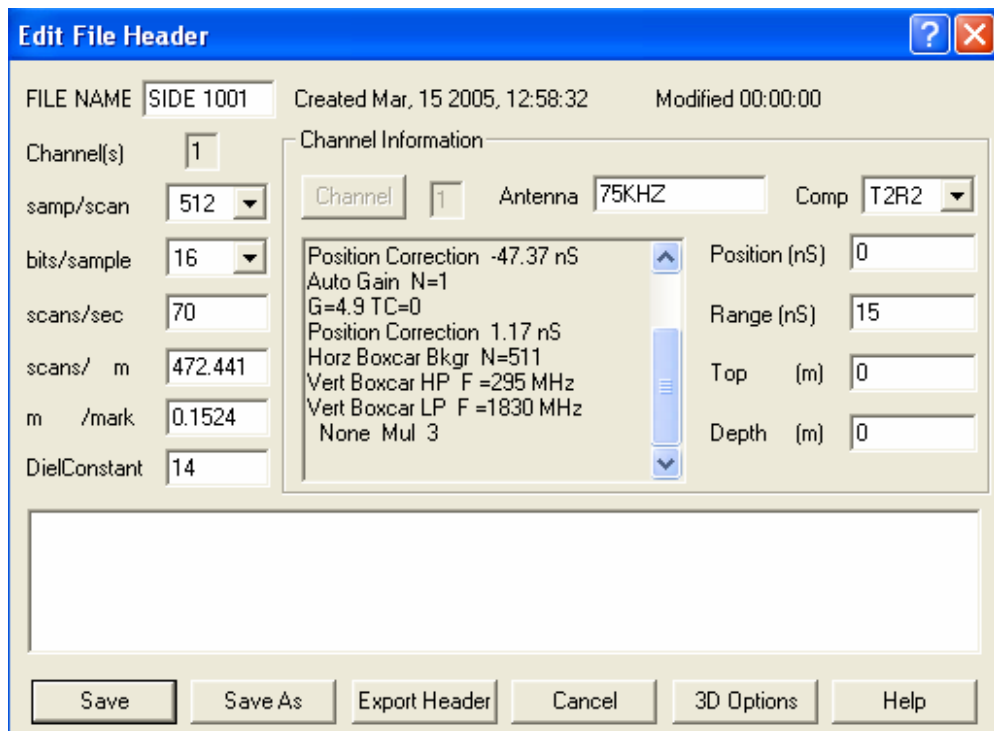 Edit File Header
FILE NAME SIDE 1001 Created Mar, 15 2005, 12:58:32 Modified 00:00:00
Channel(s) 1
samp/scan 512
bits/sample 16
scans/sec 70
scans/ m 472.441
m /mark 0.1524
DielConstant 14
Channel Information
Channel 1 Antenna 75KHZ Comp T2R2
Position Correction -47.37 nS
Auto Gain N=1
G=4.9 TC=0
Position Correction 1.17 nS
Horz Boxcar Bkgr N=511
Vert Boxcar HP F =295 MHz
Vert Boxcar LP F =1830 MHz
None Mul 3
Position (nS) 0
Range (nS) 15
Top (m) 0
Depth (m) 0
Save Save As Export Header Cancel 3D Options Help